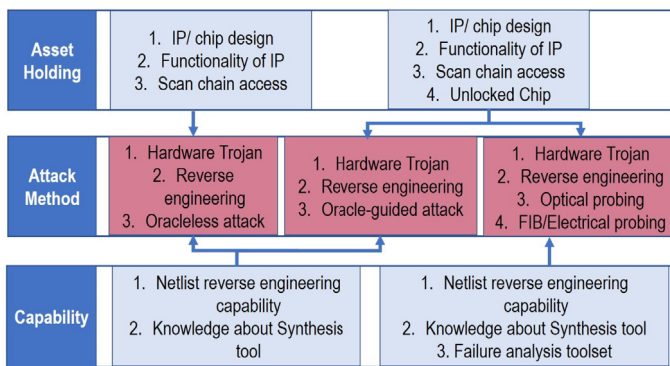 Asset
Holding
1. IP/ chip design
2. Functionality of IP
3. Scan chain access
1. IP/ chip design
2. Functionality of IP
3. Scan chain access
4. Unlocked Chip
Attack
Method
1. Hardware Trojan
2. Reverse
engineering
3. Oracleless attack
1. Hardware Trojan
2. Reverse engineering
3. Oracle-guided attack
1. Hardware Trojan
2. Reverse engineering
3. Optical probing
4. FIB/Electrical probing
Capability
1. Netlist reverse engineering
capability
2. Knowledge about Synthesis
tool
1. Netlist reverse engineering
capability
2. Knowledge about Synthesis tool
3. Failure analysis toolset